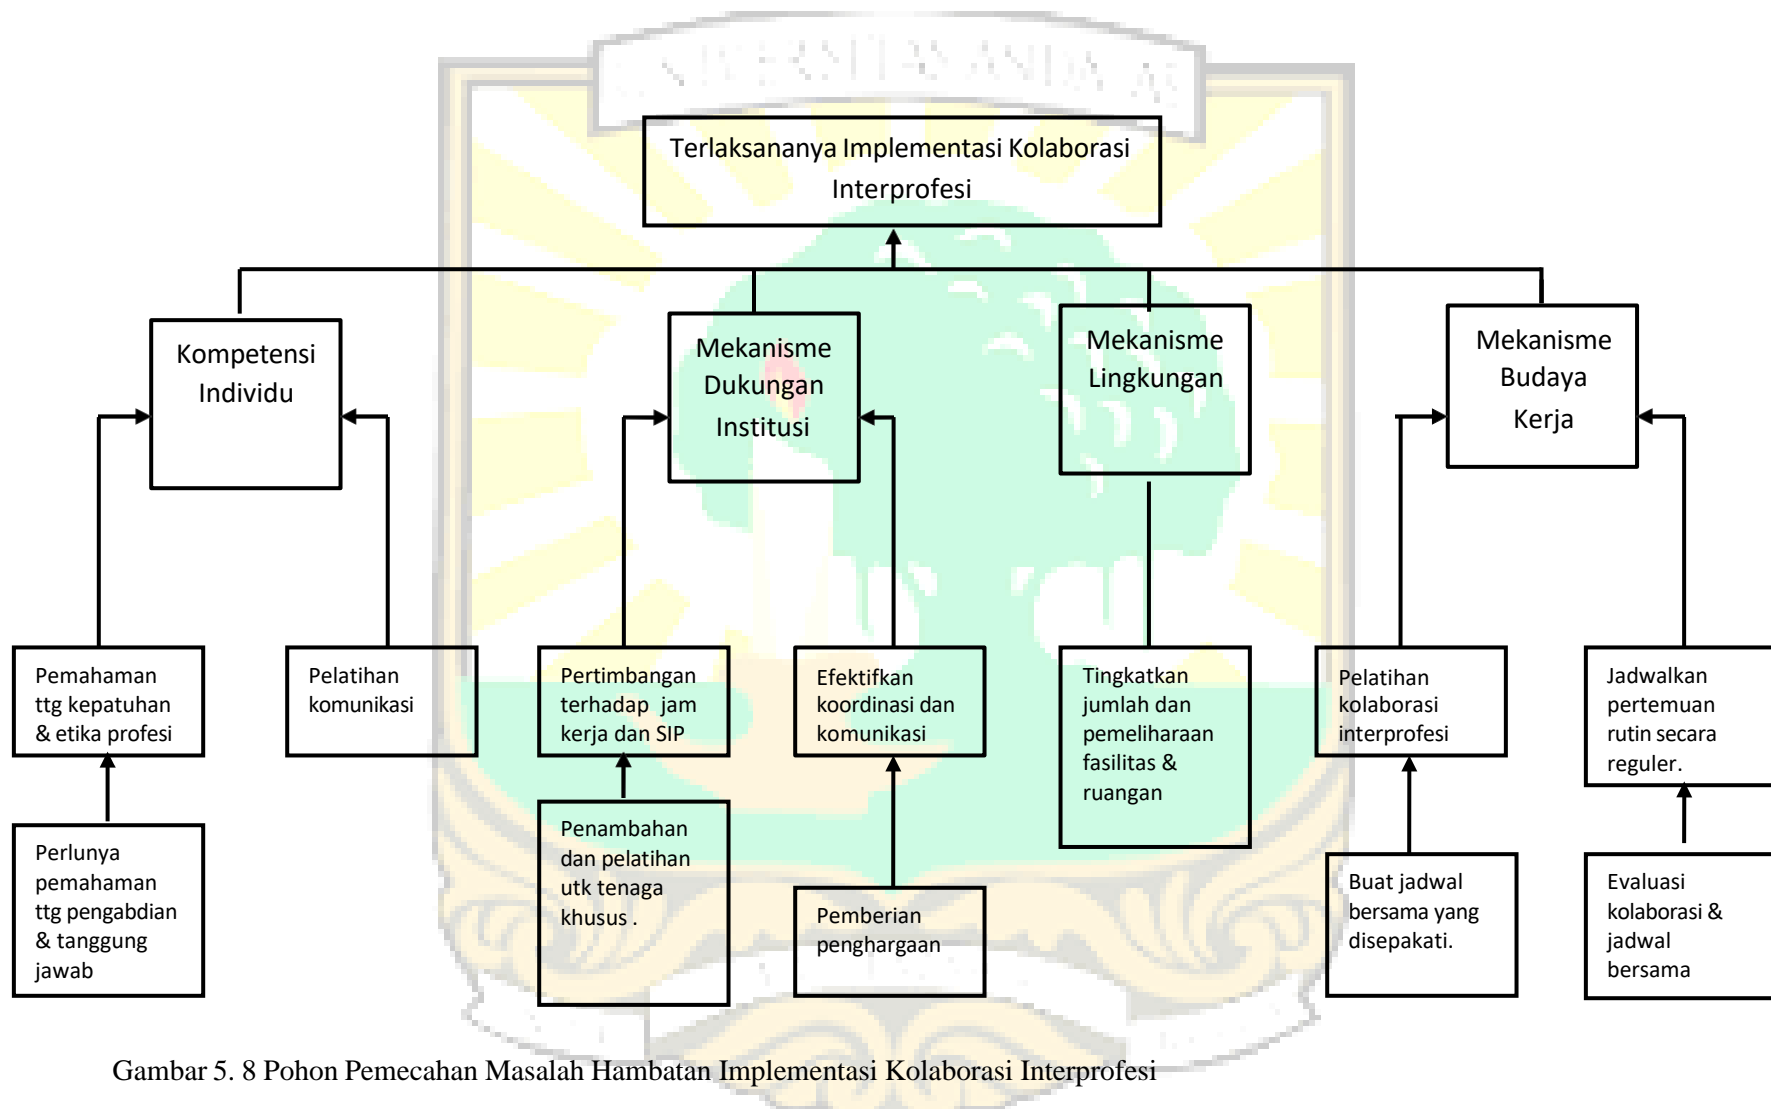 UNIVERSITAS ANDALAS
Terlaksananya Implementasi Kolaborasi
Interprofesi
Kompetensi
Individu
Mekanisme
Dukungan
Institusi
Mekanisme
Lingkungan
Mekanisme
Budaya
Kerja
Pemahaman
ttg kepatuhan
& etika profesi
Pelatihan
komunikasi
Pertimbangan
terhadap jam
kerja dan SIP
Efektifkan
koordinasi dan
komunikasi
Tingkatkan
jumlah dan
pemeliharaan
fasilitas &
ruangan
Pelatihan
kolaborasi
interprofesi
Jadwalkan
pertemuan
rutin secara
reguler.
Perlunya
pemahaman
ttg pengabdian
& tanggung
jawab
Penambahan
dan pelatihan
utk tenaga
khusus .
Pemberian
penghargaan
Buat jadwal
bersama yang
disepakati.
Evaluasi
kolaborasi &
jadwal
bersama
Gambar 5. 8 Pohon Pemecahan Masalah Hambatan Implementasi Kolaborasi Interprofesi